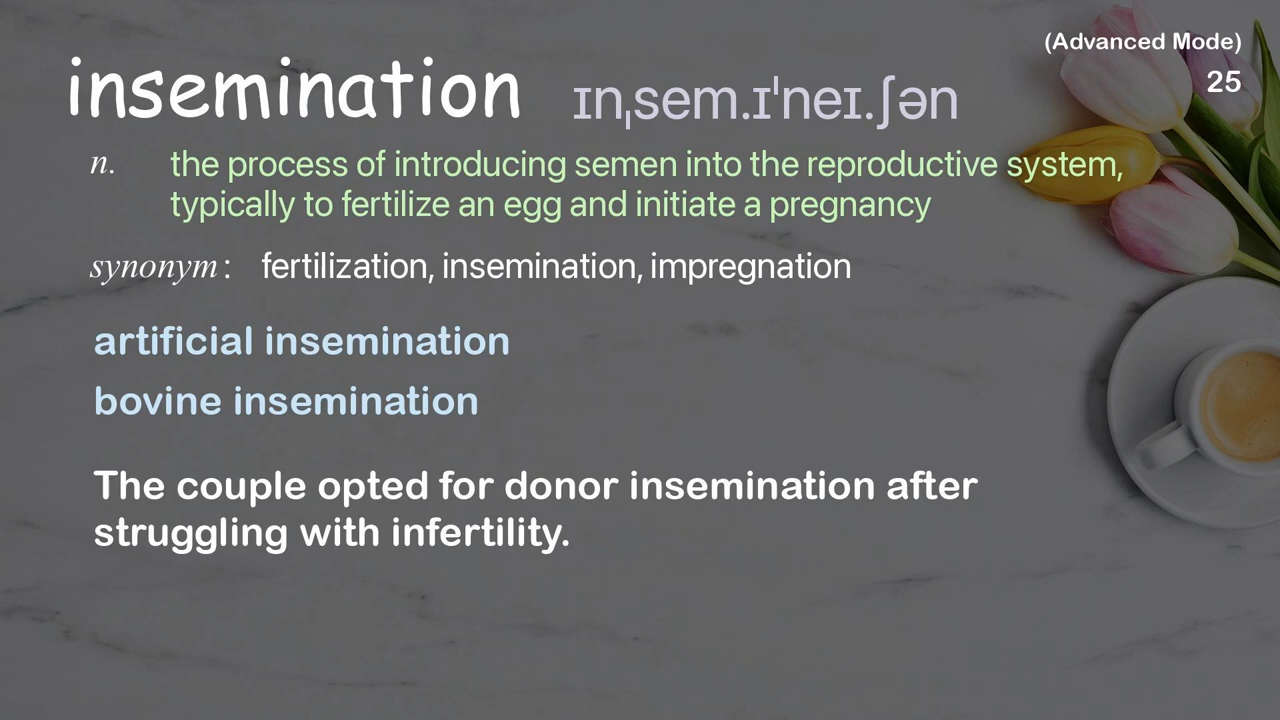 (Advanced Mode)
insemination ɪnˌsem.ɪˈneɪ.ʃən
25
n. the process of introducing semen into the reproductive system,
typically to fertilize an egg and initiate a pregnancy
synonym: fertilization, insemination, impregnation
artificial insemination
bovine insemination
The couple opted for donor insemination after
struggling with infertility.